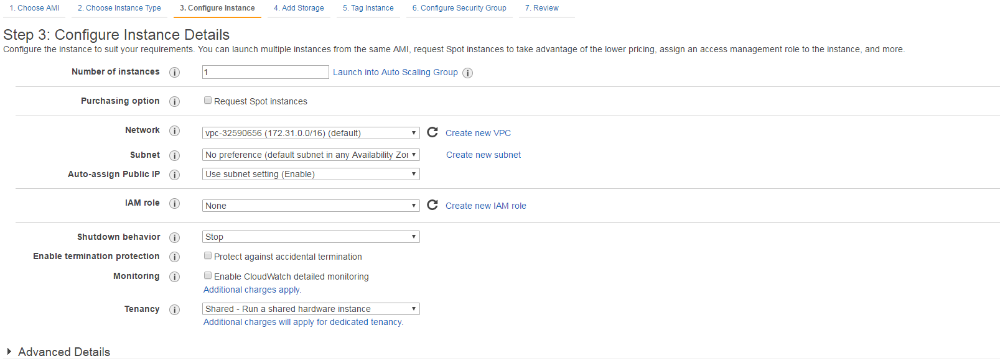 1. Choose AMI 2. Choose Instance Type 3. Configure Instance 4. Add Storage 5. Tag Instance 6. Configure Security Group 7. Review
Step 3: Configure Instance Details
Configure the instance to suit your requirements. You can launch multiple instances from the same AMI, request Spot instances to take advantage of the lower pricing, assign an access management role to the instance, and more.
Number of instances i 1 Launch into Auto Scaling Group i
Purchasing option i Request Spot instances
Network i vpc-32590656 (172.31.0.0/16) (default) Create new VPC
Subnet i No preference (default subnet in any Availability Zor Create new subnet
Auto-assign Public IP i Use subnet setting (Enable)
IAM role i None Create new IAM role
Shutdown behavior i Stop
Enable termination protection i Protect against accidental termination
Monitoring i Enable CloudWatch detailed monitoring
Additional charges apply.
Tenancy i Shared - Run a shared hardware instance
Additional charges will apply for dedicated tenancy.
Advanced Details